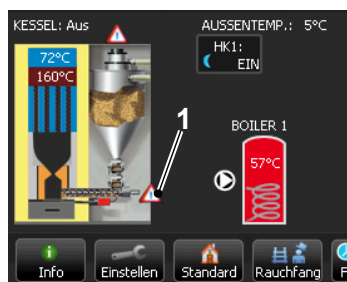 KESSEL: Aus
AUSSENTEMP.: 5°C
HK1:
EIN
72°C
160°C
1
BOILER 1
57°C
Info
Einstellen
Standard
Rauchfang
F